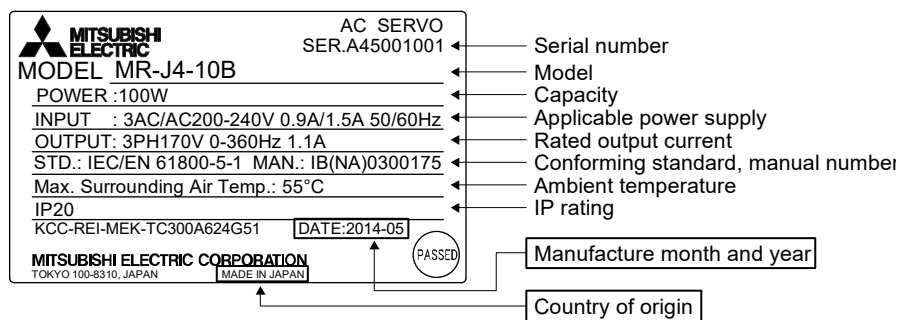 MITSUBISHI
ELECTRIC
AC SERVO
SER.A45001001
Serial number
MODEL MR-J4-10B
Model
POWER :100W
Capacity
INPUT : 3AC/AC200-240V 0.9A/1.5A 50/60Hz
Applicable power supply
OUTPUT: 3PH170V 0-360Hz 1.1A
Rated output current
STD.: IEC/EN 61800-5-1 MAN.: IB(NA)0300175
Conforming standard, manual number
Max. Surrounding Air Temp.: 55°C
Ambient temperature
IP20
IP rating
KCC-REI-MEK-TC300A624G51 DATE:2014-05
Manufacture month and year
PASSED
MITSUBISHI ELECTRIC CORPORATION
TOKYO 100-8310, JAPAN MADE IN JAPAN
Country of origin